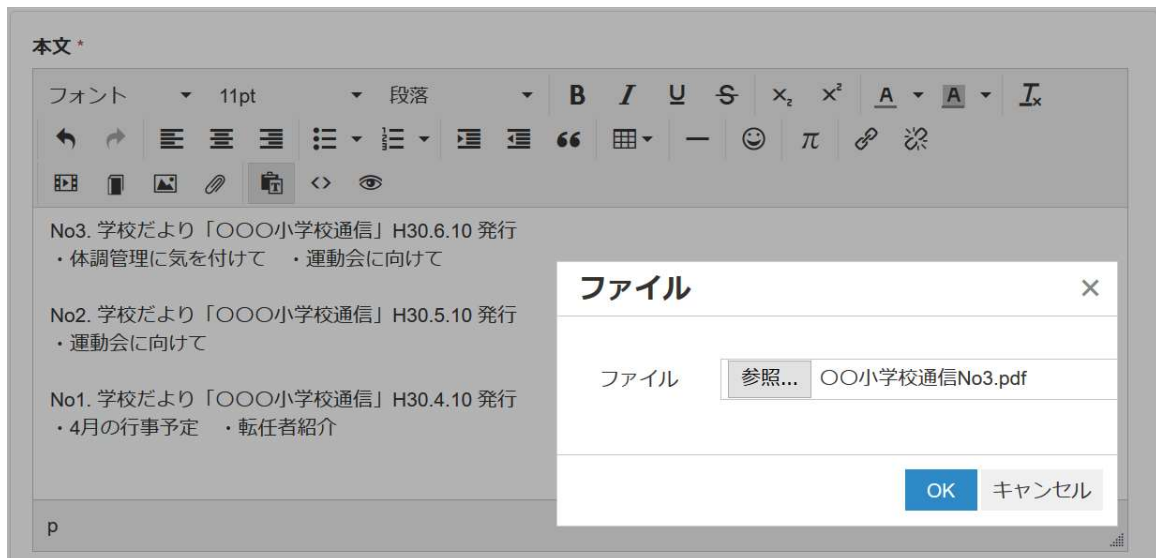 本文 *
フォント 11pt 段落 B I U S x₂ x² A A Tx
π
No3. 学校だより「〇〇〇小学校通信」H30.6.10 発行
・体調管理に気を付けて ・運動会に向けて
No2. 学校だより「〇〇〇小学校通信」H30.5.10 発行
・運動会に向けて
No1. 学校だより「〇〇〇小学校通信」H30.4.10 発行
・4月の行事予定 ・転任者紹介
p
ファイル ×
ファイル 参照... 〇〇小学校通信No3.pdf
OK キャンセル